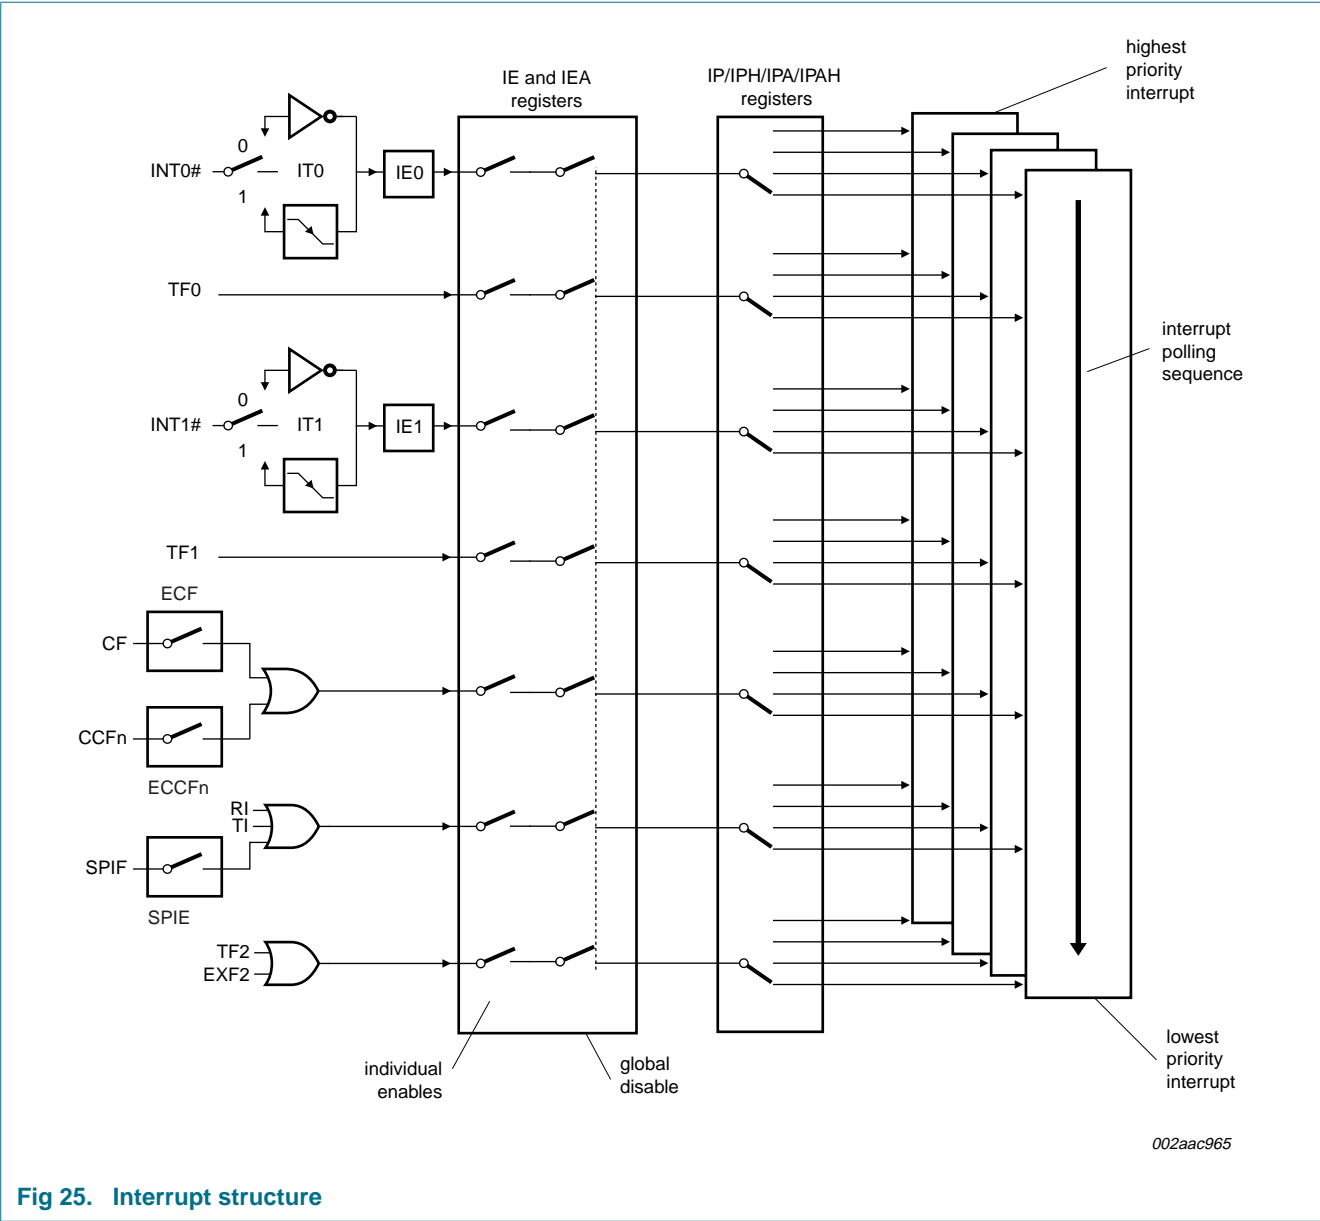 highest
priority
interrupt
IE and IEA
registers
IP/IPH/IPA/IPAH
registers
0
INT0#
IT0
IE0
1
TF0
interrupt
polling
sequence
0
INT1#
IT1
IE1
1
TF1
ECF
CF
CCFn
ECCFn
RI
TI
SPIF
SPIE
TF2
EXF2
individual
enables
global
disable
lowest
priority
interrupt
002aac965
Fig 25. Interrupt structure